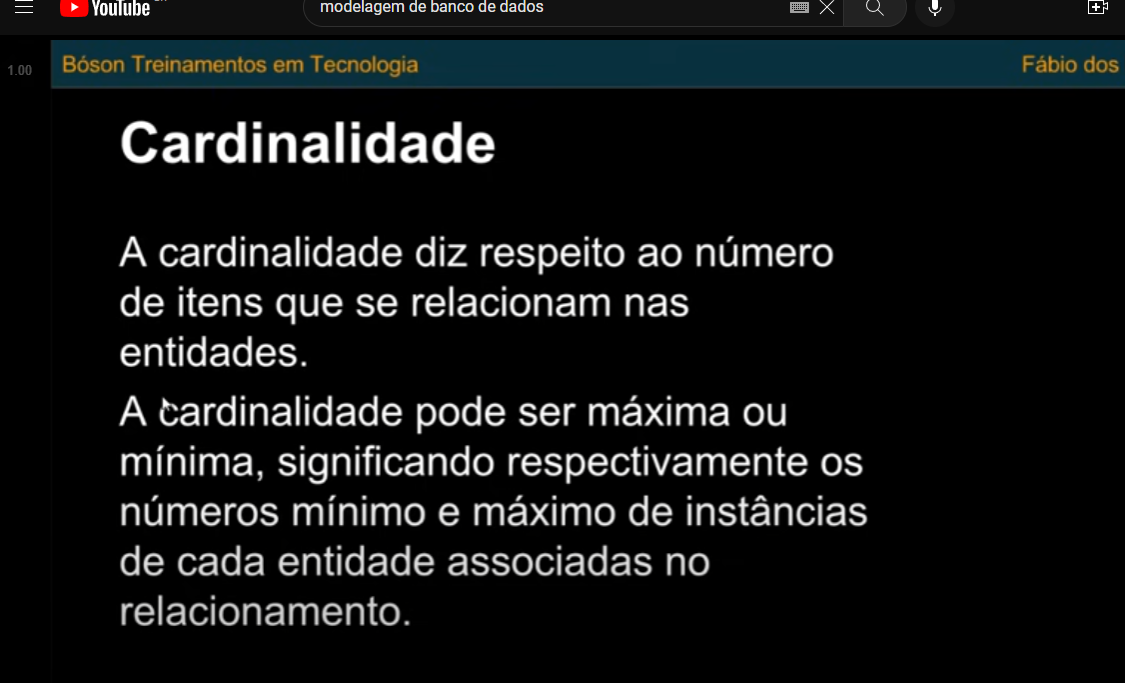 YouTube
modelagem de banco de dados
1.00
Bóson Treinamentos em Tecnologia
Fábio dos
Cardinalidade
A cardinalidade diz respeito ao número
de itens que se relacionam nas
entidades.
A cardinalidade pode ser máxima ou
mínima, significando respectivamente os
números mínimo e máximo de instâncias
de cada entidade associadas no
relacionamento.